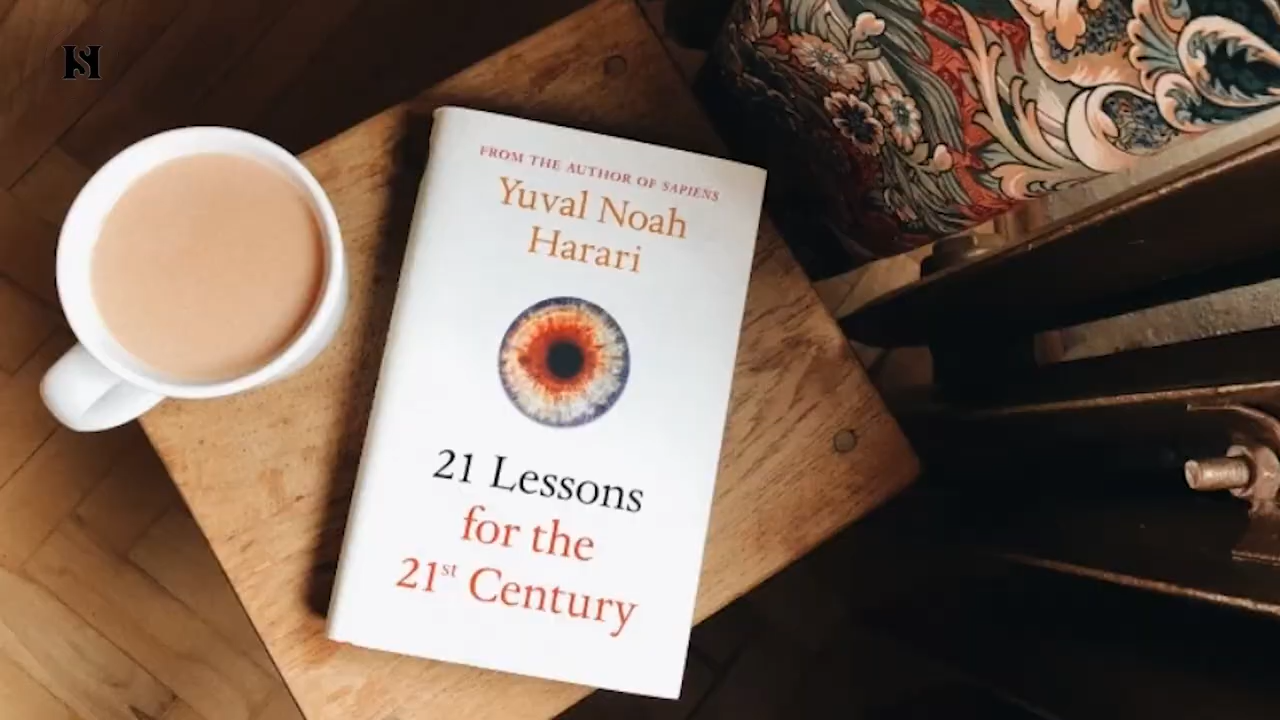 FROM THE AUTHOR OF SAPIENS
Yuval Noah
Harari
21 Lessons
for the
21st Century